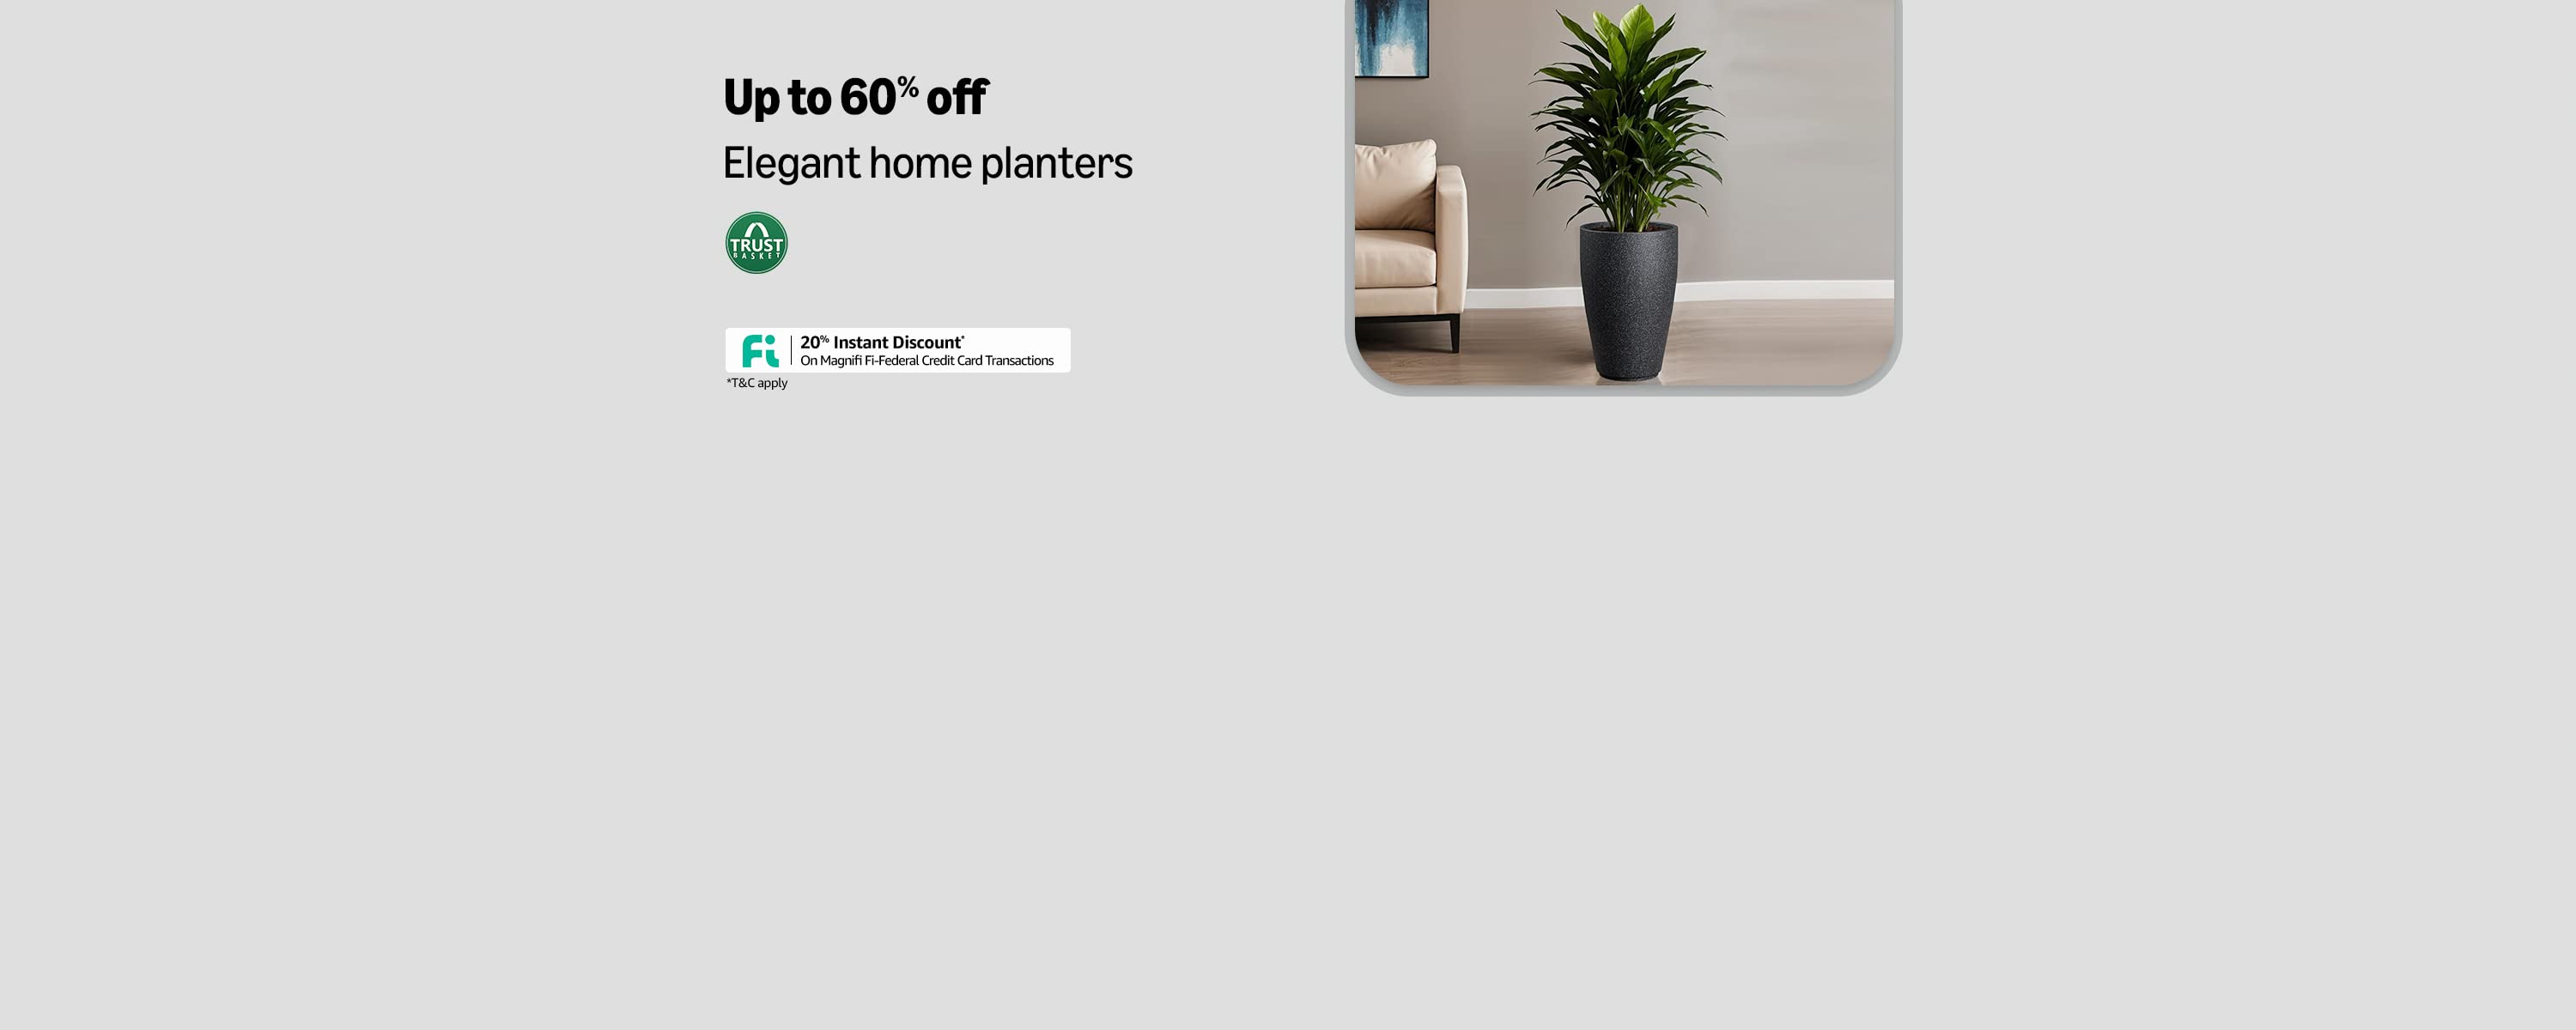 Up to 60% off
Elegant home planters
TRUST
BASKET
Fi
20% Instant Discount*
On Magnifi Fi-Federal Credit Card Transactions
*T&C apply